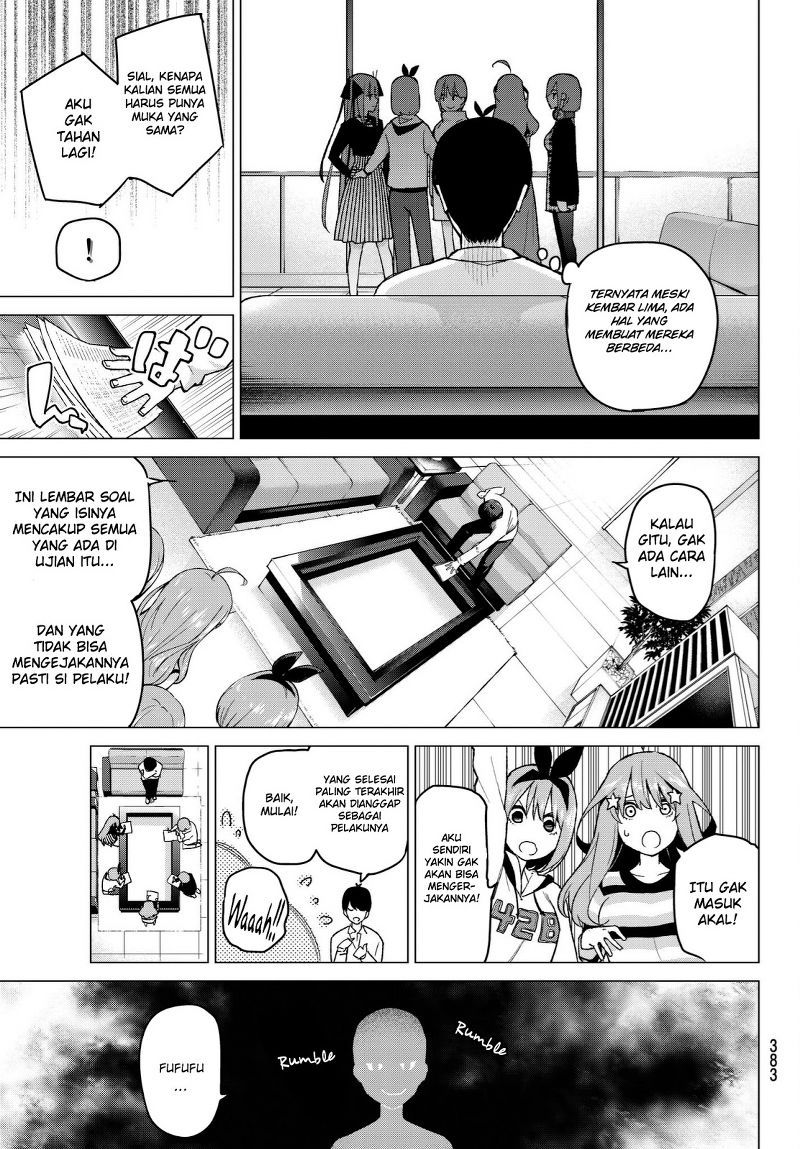 TERNYATA MESKI
KEMBAR LIMA, ADA
HAL YANG
MEMBUAT MEREKA
BERBEDA...
SIAL, KENAPA
KALIAN SEMUA
HARUS PUNYA
MUKA YANG
SAMA?
AKU
GAK
TAHAN
LAGI!
!
ば
KALAU
GITU, GAK
ADA CARA
LAIN...
INI LEMBAR SOAL
YANG ISINYA
MENCAKUP SEMUA
YANG ADA DI
UJIAN ITU...
DAN YANG
TIDAK BISA
MENGEJAKANNYA
PASTI SI PELAKU!
ITU GAK
MASUK
AKAL!
AKU
SENDIRI
YAKIN GAK
AKAN BISA
MENGER-
JAKANNYA!
428
YANG SELESAI
PALING TERAKHIR
AKAN DIANGGAP
SEBAGAI
PELAKUNYA
BAIK,
MULAI!
Waaah!!
Rumble
Rumble
FUFUFU
...
383